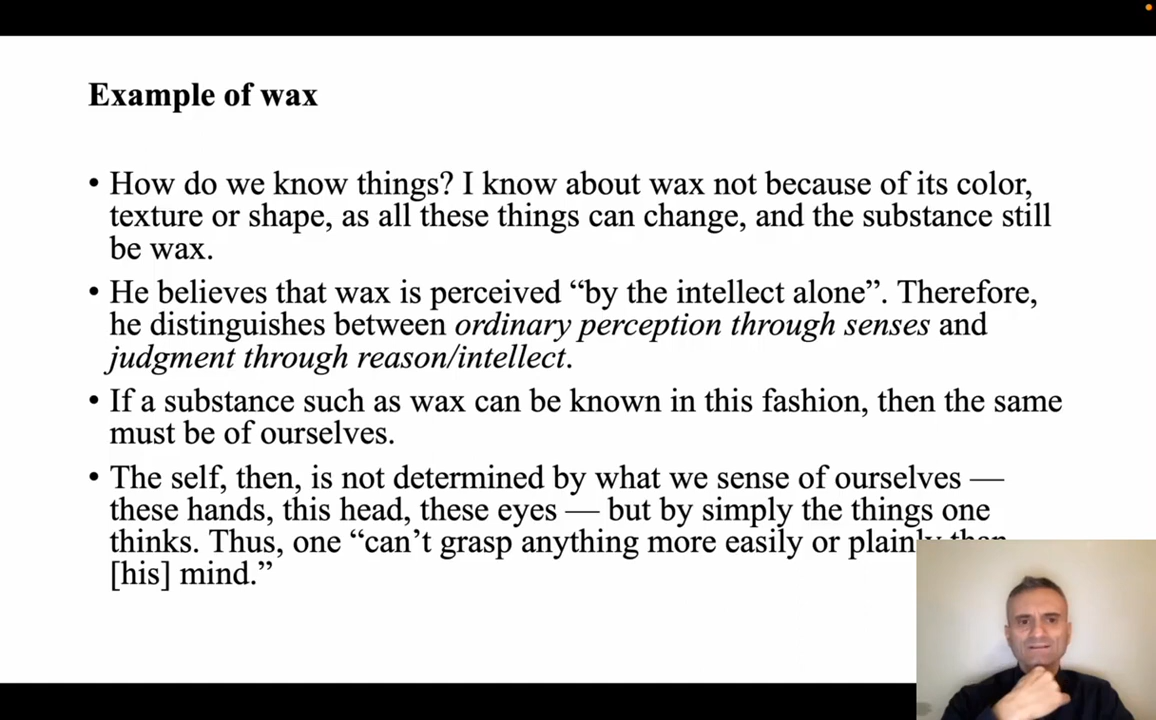 Example of wax
• How do we know things? I know about wax not because of its color,
texture or shape, as all these things can change, and the substance still
be wax.
• He believes that wax is perceived “by the intellect alone”. Therefore,
he distinguishes between ordinary perception through senses and
judgment through reason/intellect.
• If a substance such as wax can be known in this fashion, then the same
must be of ourselves.
• The self, then, is not determined by what we sense of ourselves —
these hands, this head, these eyes — but by simply the things one
thinks. Thus, one “can’t grasp anything more easily or plainly than
[his] mind.”